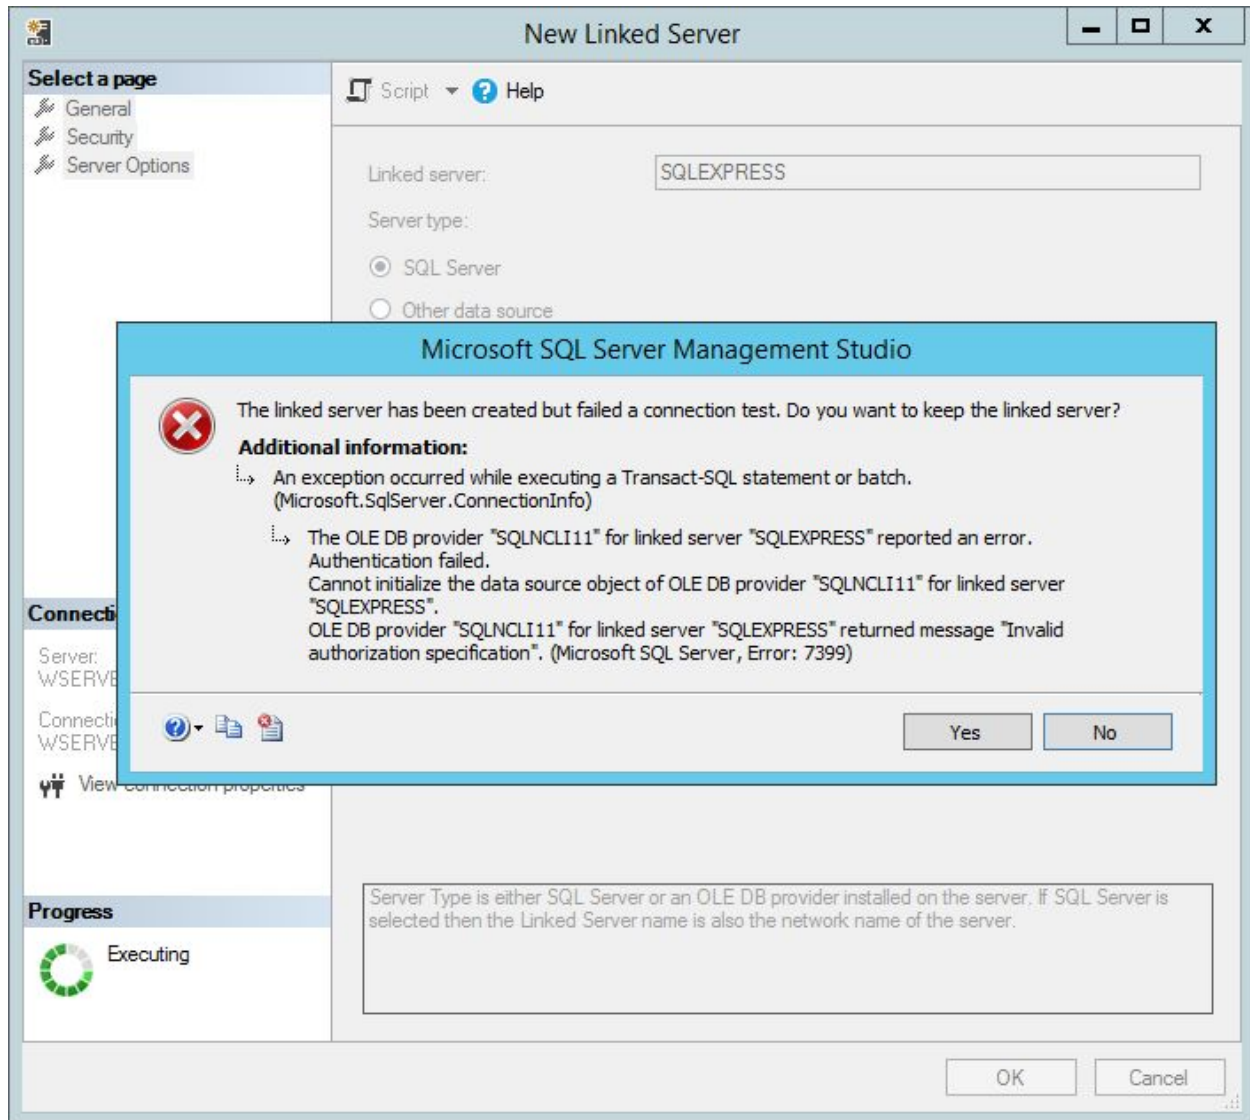 New Linked Server
Select a page
General
Security
Server Options
Script
Help
Linked server:
SQLEXPRESS
Server type:
SQL Server
Other data source
Microsoft SQL Server Management Studio
The linked server has been created but failed a connection test. Do you want to keep the linked server?
Additional information:
An exception occurred while executing a Transact-SQL statement or batch.
(Microsoft.SqlServer.ConnectionInfo)
The OLE DB provider "SQLNCLI11" for linked server "SQLEXPRESS" reported an error.
Authentication failed.
Cannot initialize the data source object of OLE DB provider "SQLNCLI11" for linked server
"SQLEXPRESS".
OLE DB provider "SQLNCLI11" for linked server "SQLEXPRESS" returned message "Invalid
authorization specification". (Microsoft SQL Server, Error: 7399)
Yes
No
Connecti
Server:
WSERVE
Connecti
WSERVE
View connection properties
Progress
Executing
Server Type is either SQL Server or an OLE DB provider installed on the server. If SQL Server is
selected then the Linked Server name is also the network name of the server.
OK
Cancel